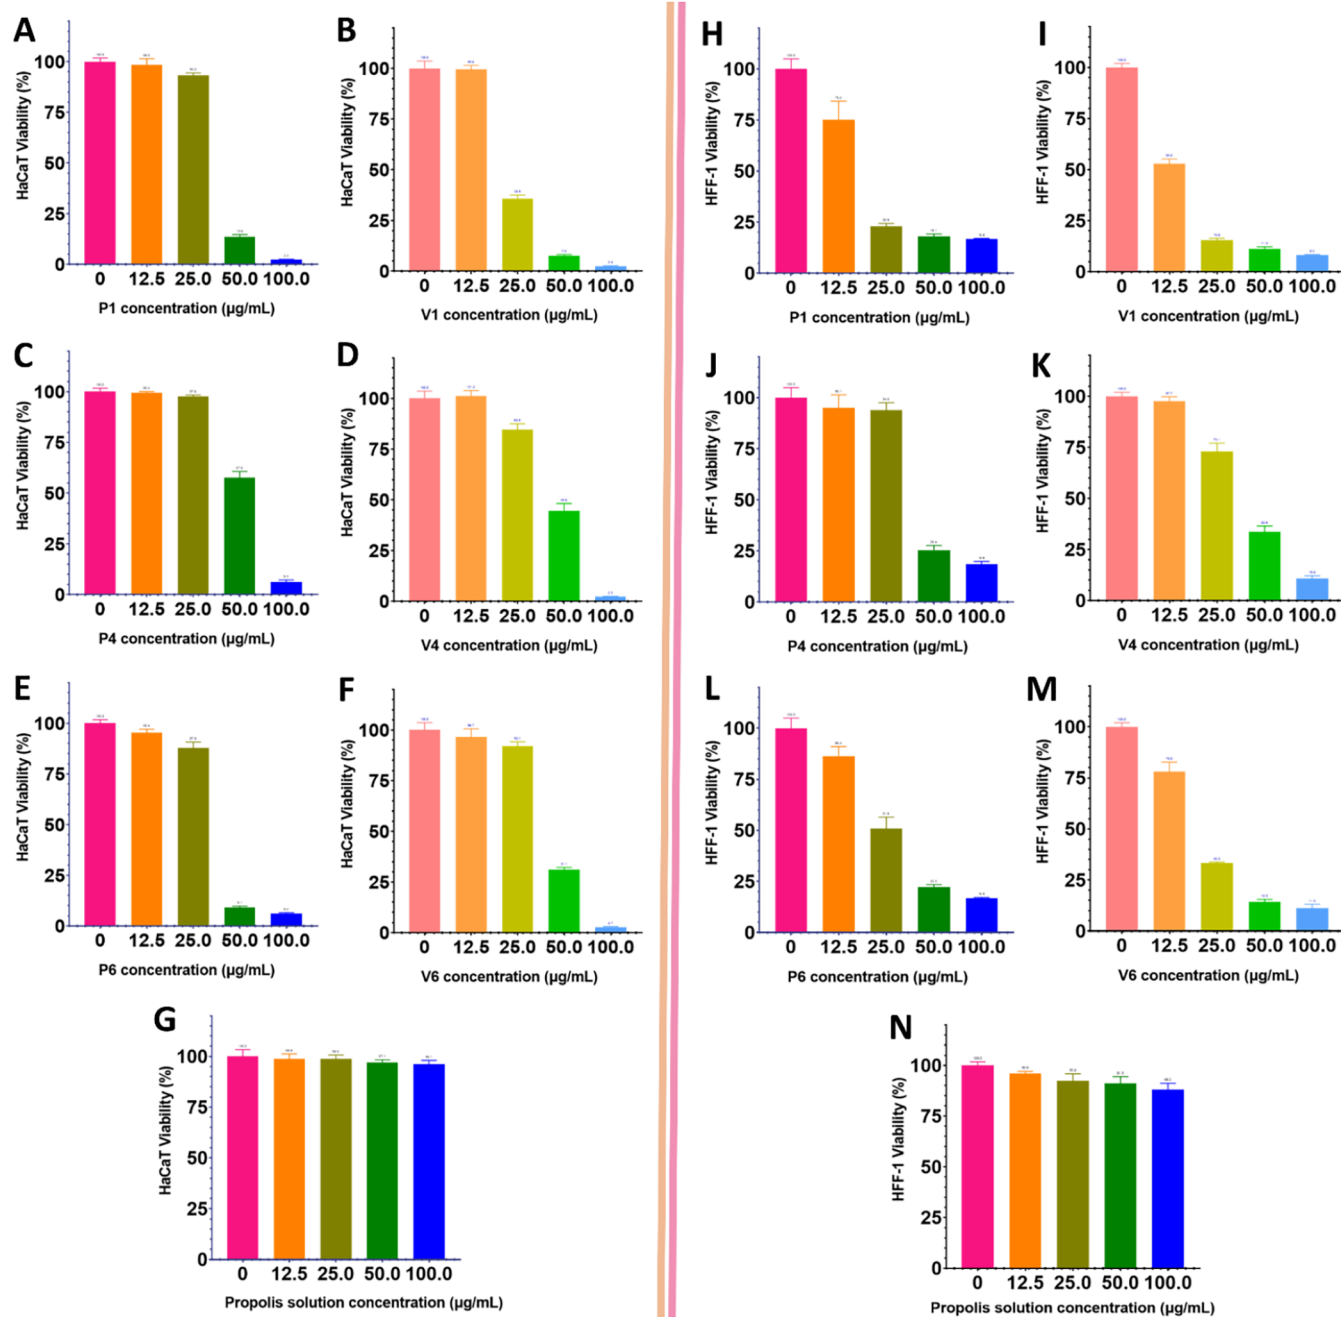 A
HaCaT Viability (%)
100
75
50
25
0
0 12.5 25.0 50.0 100.0
P1 concentration (µg/mL)
B
HaCaT Viability (%)
100
75
50
25
0
0 12.5 25.0 50.0 100.0
V1 concentration (µg/mL)
C
HaCaT Viability (%)
100
75
50
25
0
0 12.5 25.0 50.0 100.0
P4 concentration (µg/mL)
D
HaCaT Viability (%)
100
75
50
25
0
0 12.5 25.0 50.0 100.0
V4 concentration (µg/mL)
E
HaCaT Viability (%)
100
75
50
25
0
0 12.5 25.0 50.0 100.0
P6 concentration (µg/mL)
F
HaCaT Viability (%)
100
75
50
25
0
0 12.5 25.0 50.0 100.0
V6 concentration (µg/mL)
G
HaCaT Viability (%)
100
75
50
25
0
0 12.5 25.0 50.0 100.0
Propolis solution concentration (µg/mL)
H
HFF-1 Viability (%)
100
75
50
25
0
0 12.5 25.0 50.0 100.0
P1 concentration (µg/mL)
I
HFF-1 Viability (%)
100
75
50
25
0
0 12.5 25.0 50.0 100.0
V1 concentration (µg/mL)
J
HFF-1 Viability (%)
100
75
50
25
0
0 12.5 25.0 50.0 100.0
P4 concentration (µg/mL)
K
HFF-1 Viability (%)
100
75
50
25
0
0 12.5 25.0 50.0 100.0
V4 concentration (µg/mL)
L
HFF-1 Viability (%)
100
75
50
25
0
0 12.5 25.0 50.0 100.0
P6 concentration (µg/mL)
M
HFF-1 Viability (%)
100
75
50
25
0
0 12.5 25.0 50.0 100.0
V6 concentration (µg/mL)
N
HFF-1 Viability (%)
100
75
50
25
0
0 12.5 25.0 50.0 100.0
Propolis solution concentration (µg/mL)